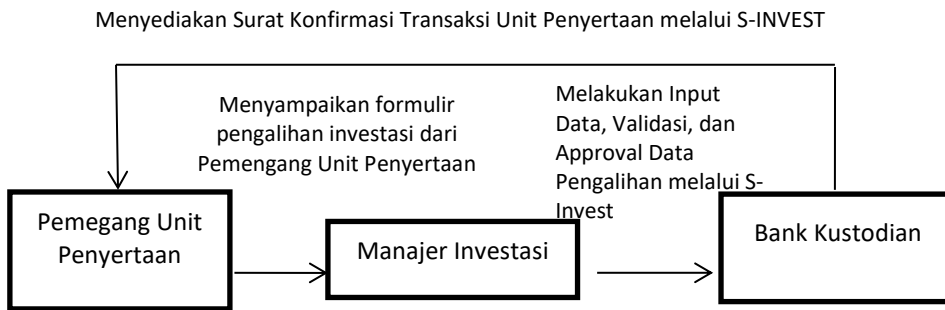 Menyediakan Surat Konfirmasi Transaksi Unit Penyertaan melalui S-INVEST
Menyampaikan formulir
pengalihan investasi dari
Pemengang Unit Penyertaan
Melakukan Input
Data, Validasi, dan
Approval Data
Pengalihan melalui S-
Invest
Pemegang Unit
Penyertaan
Manajer Investasi
Bank Kustodian